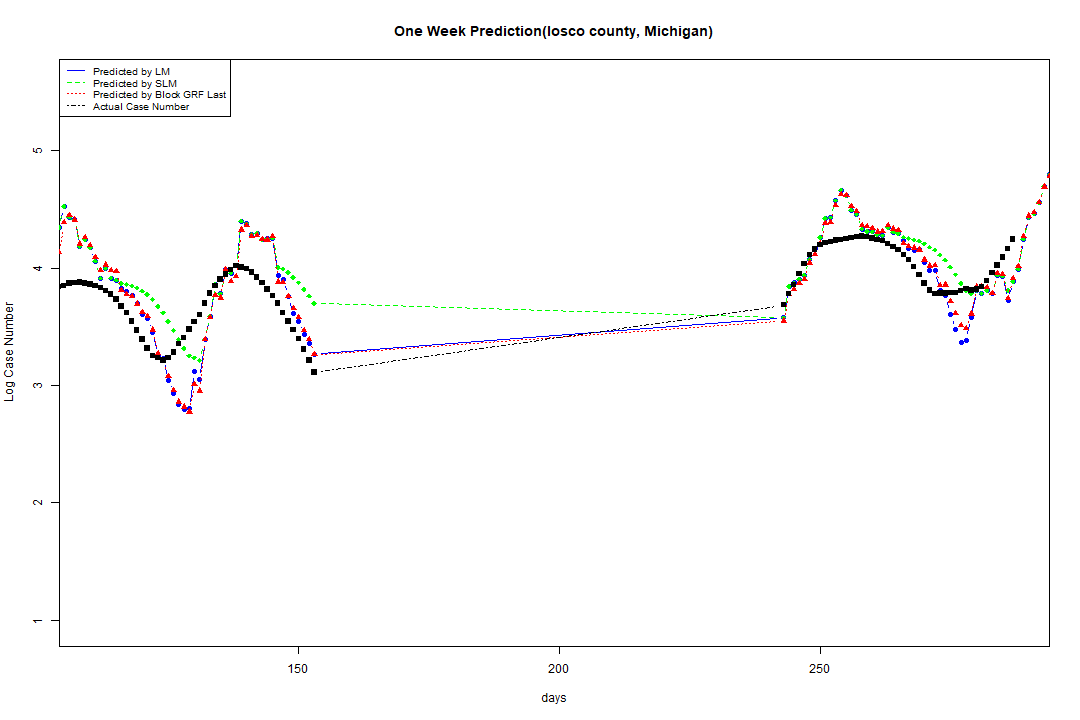 One Week Prediction(Iosco county, Michigan)
Predicted by LM
Predicted by SLM
Predicted by Block GRF Last
Actual Case Number
5
4
3
2
1
Log Case Number
150 200 250
days